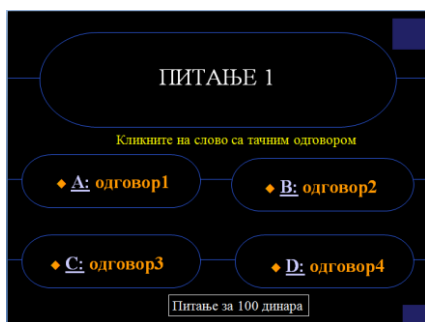 ПИТАЊЕ 1
Кликните на слово са тачним одговором
◆ A: одговор1
◆ B: одговор2
◆ C: одговор3
◆ D: одговор4
Питање за 100 динара